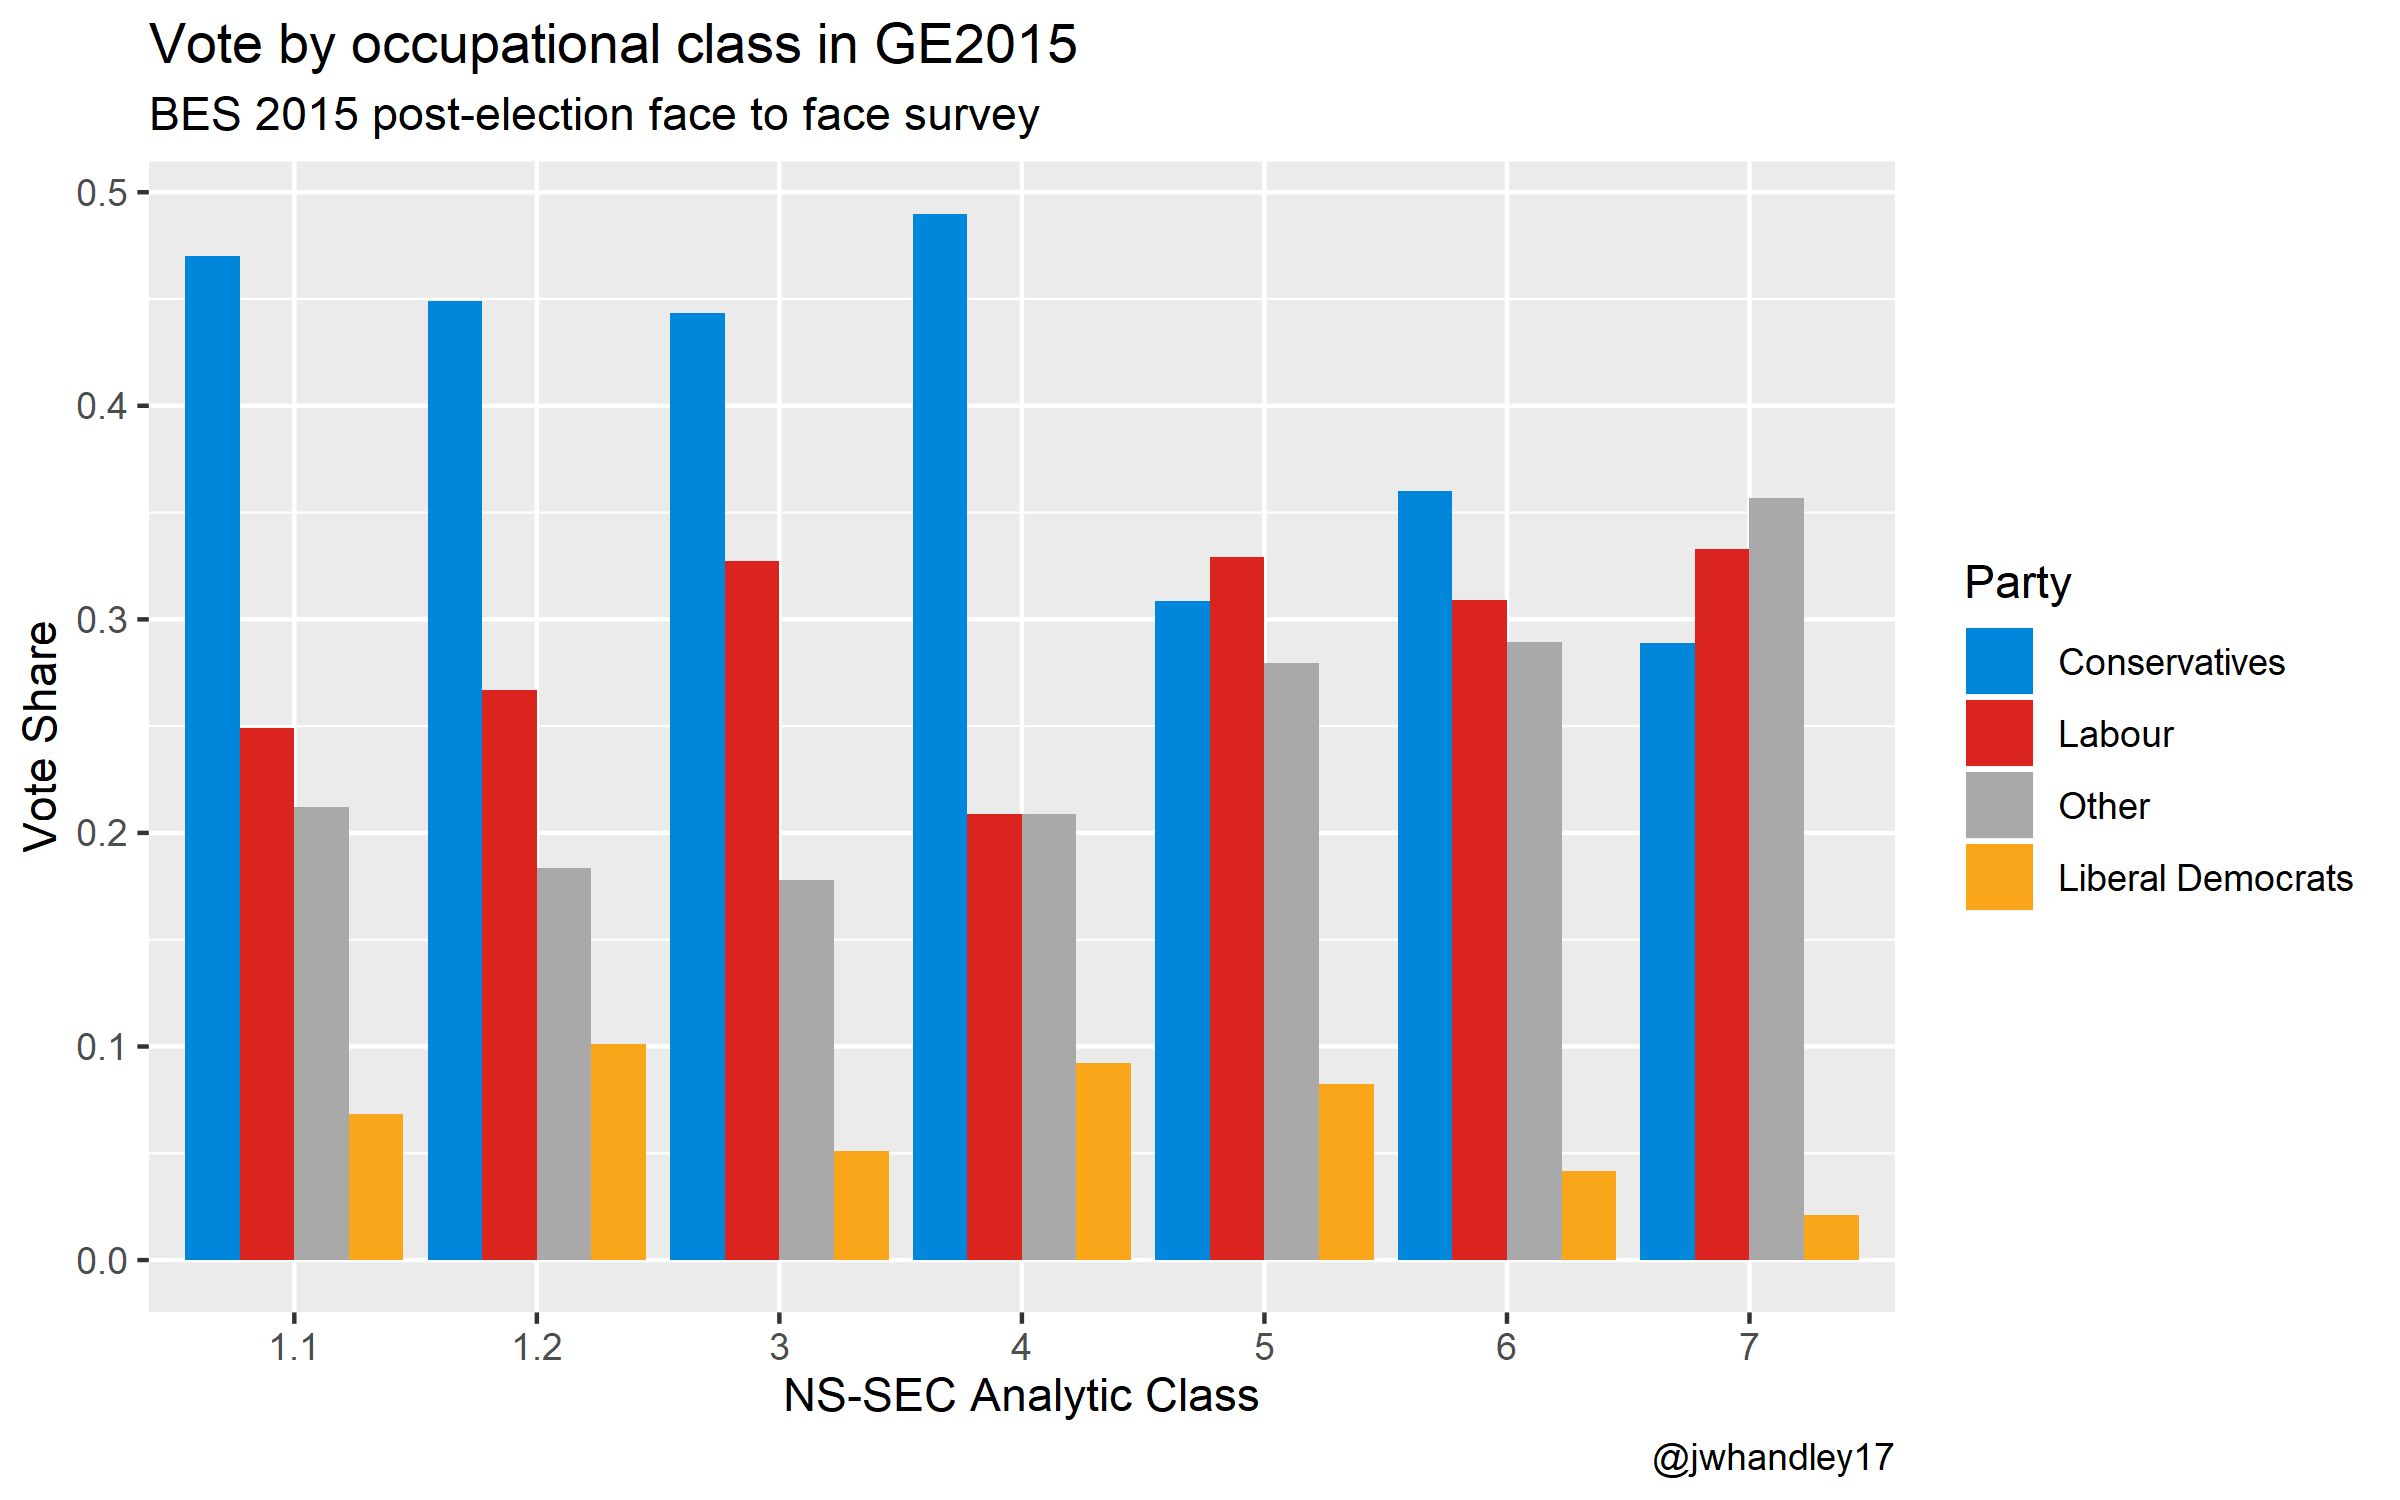 Vote by occupational class in GE2015
BES 2015 post-election face to face survey
Vote Share
0.5
0.4
0.3
0.2
0.1
0.0
1.1 1.2 3 4 5 6 7
NS-SEC Analytic Class
Party
Conservatives
Labour
Other
Liberal Democrats
@jwhandley17